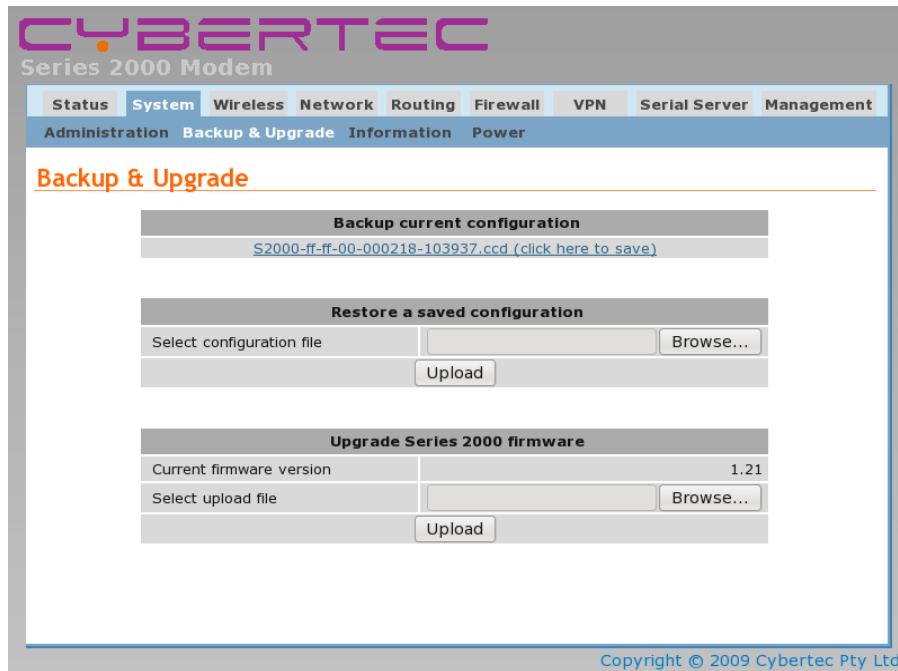 CYBERTEC
Series 2000 Modem
Status System Wireless Network Routing Firewall VPN Serial Server Management
Administration Backup & Upgrade Information Power
Backup & Upgrade
Backup current configuration
S2000-ff-ff-00-000218-103937.ccd (click here to save)
Restore a saved configuration
Select configuration file Browse...
Upload
Upgrade Series 2000 firmware
Current firmware version 1.21
Select upload file Browse...
Upload
Copyright © 2009 Cybertec Pty Ltd